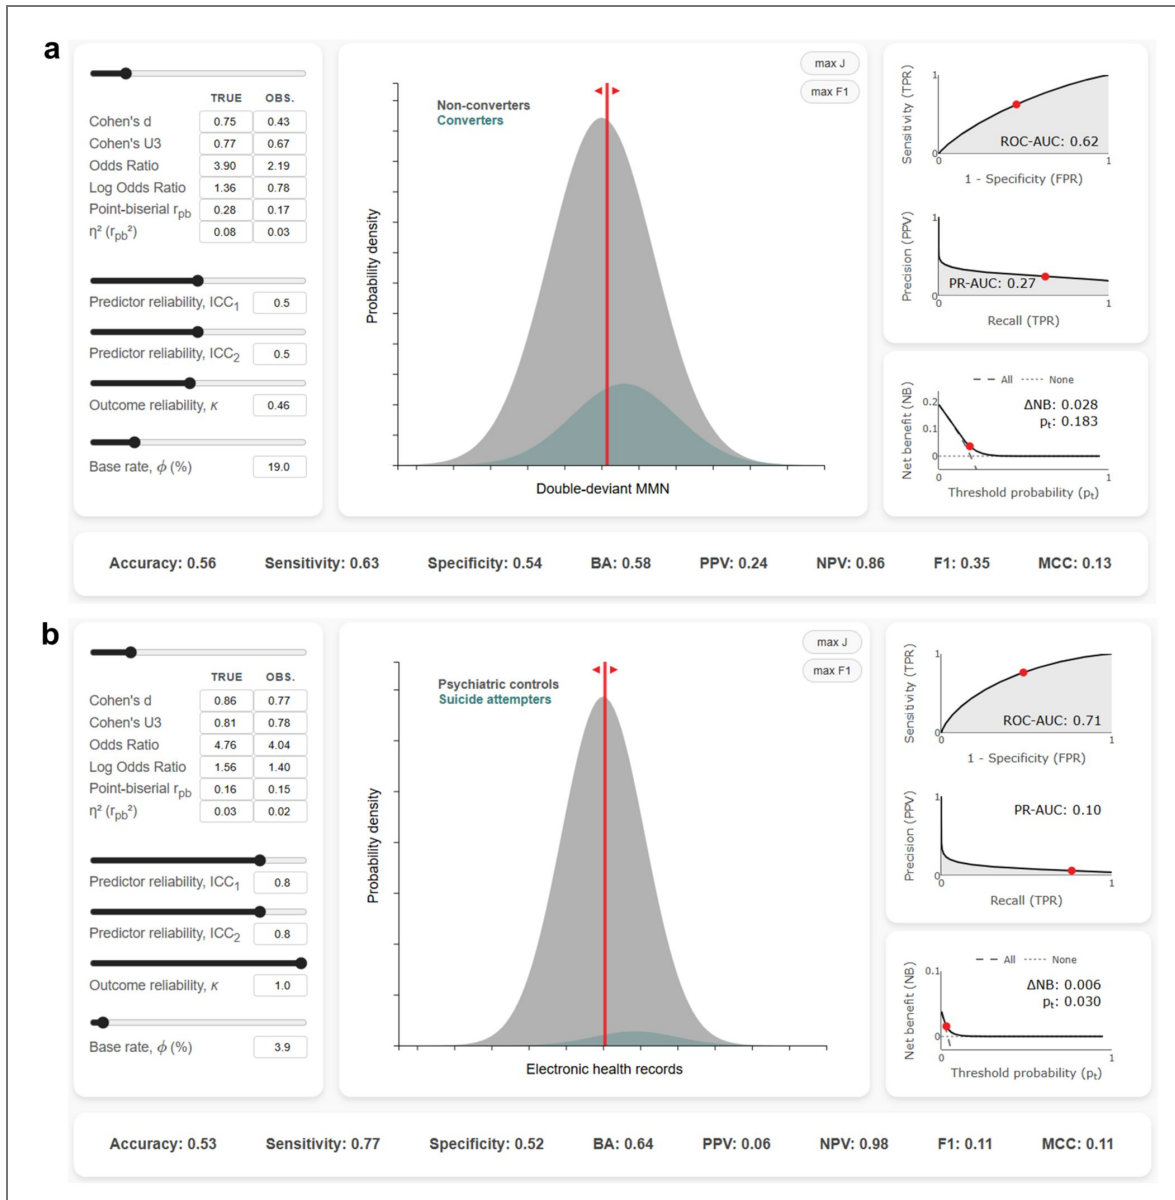 a
TRUE OBS.
Cohen's d 0.75 0.43
Cohen's U3 0.77 0.67
Odds Ratio 3.90 2.19
Log Odds Ratio 1.36 0.78
Point-biserial r_pb 0.28 0.17
η² (r_pb²) 0.08 0.03
Predictor reliability, ICC₁ 0.5
Predictor reliability, ICC₂ 0.5
Outcome reliability, κ 0.46
Base rate, ϕ (%) 19.0
max J
max F1
Non-converters
Converters
Probability density
Double-deviant MMN
Sensitivity (TPR)
1
0
ROC-AUC: 0.62
0 1
1 - Specificity (FPR)
Precision (PPV)
1
0
PR-AUC: 0.27
0 1
Recall (TPR)
All None
Net benefit (NB)
0.2
0.1
0
ΔNB: 0.028
pₜ: 0.183
0 1
Threshold probability (pₜ)
Accuracy: 0.56 Sensitivity: 0.63 Specificity: 0.54 BA: 0.58 PPV: 0.24 NPV: 0.86 F1: 0.35 MCC: 0.13
b
TRUE OBS.
Cohen's d 0.86 0.77
Cohen's U3 0.81 0.78
Odds Ratio 4.76 4.04
Log Odds Ratio 1.56 1.40
Point-biserial r_pb 0.16 0.15
η² (r_pb²) 0.03 0.02
Predictor reliability, ICC₁ 0.8
Predictor reliability, ICC₂ 0.8
Outcome reliability, κ 1.0
Base rate, ϕ (%) 3.9
max J
max F1
Psychiatric controls
Suicide attempters
Probability density
Electronic health records
Sensitivity (TPR)
1
0
ROC-AUC: 0.71
0 1
1 - Specificity (FPR)
Precision (PPV)
1
0
PR-AUC: 0.10
0 1
Recall (TPR)
All None
Net benefit (NB)
0.1
0
ΔNB: 0.006
pₜ: 0.030
0 1
Threshold probability (pₜ)
Accuracy: 0.53 Sensitivity: 0.77 Specificity: 0.52 BA: 0.64 PPV: 0.06 NPV: 0.98 F1: 0.11 MCC: 0.11